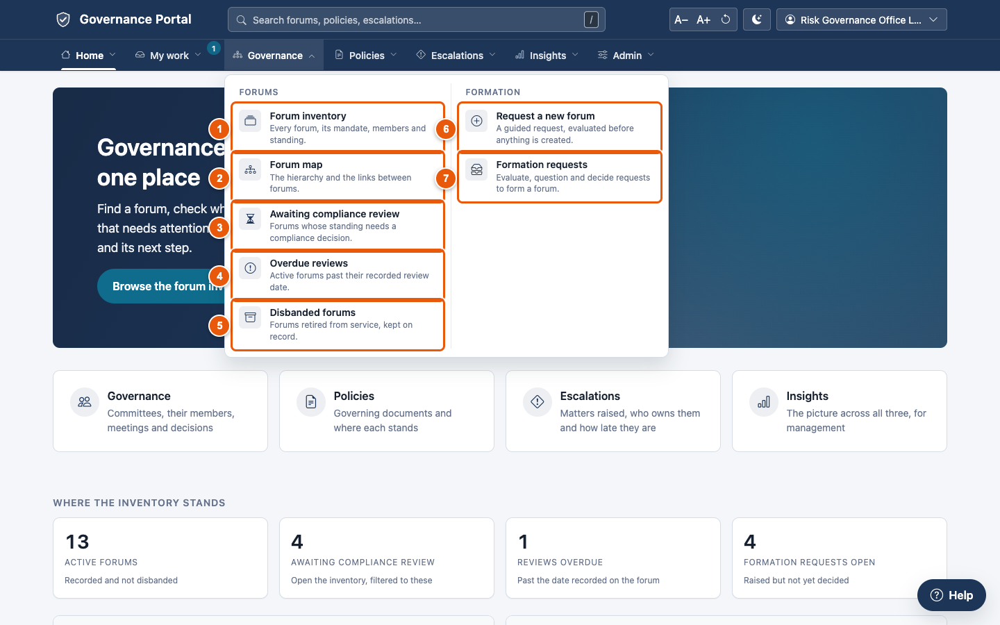 Governance Portal
Search forums, policies, escalations...
/
A−
A+
Risk Governance Office L...
Home
My work
1
Governance
Policies
Escalations
Insights
Admin
FORUMS
1
Forum inventory
Every forum, its mandate, members and
standing.
2
Forum map
The hierarchy and the links between
forums.
3
Awaiting compliance review
Forums whose standing needs a
compliance decision.
4
Overdue reviews
Active forums past their recorded review
date.
5
Disbanded forums
Forums retired from service, kept on
record.
FORMATION
6
Request a new forum
A guided request, evaluated before
anything is created.
7
Formation requests
Evaluate, question and decide requests
to form a forum.
Governance
one place
Find a forum, check
that needs attention
and its next step.
Browse the forum
Governance
Committees, their members,
meetings and decisions
Policies
Governing documents and
where each stands
Escalations
Matters raised, who owns them
and how late they are
Insights
The picture across all three, for
management
WHERE THE INVENTORY STANDS
13
ACTIVE FORUMS
Recorded and not disbanded
4
AWAITING COMPLIANCE REVIEW
Open the inventory, filtered to these
1
REVIEWS OVERDUE
Past the date recorded on the forum
4
FORMATION REQUESTS OPEN
Raised but not yet decided
Help